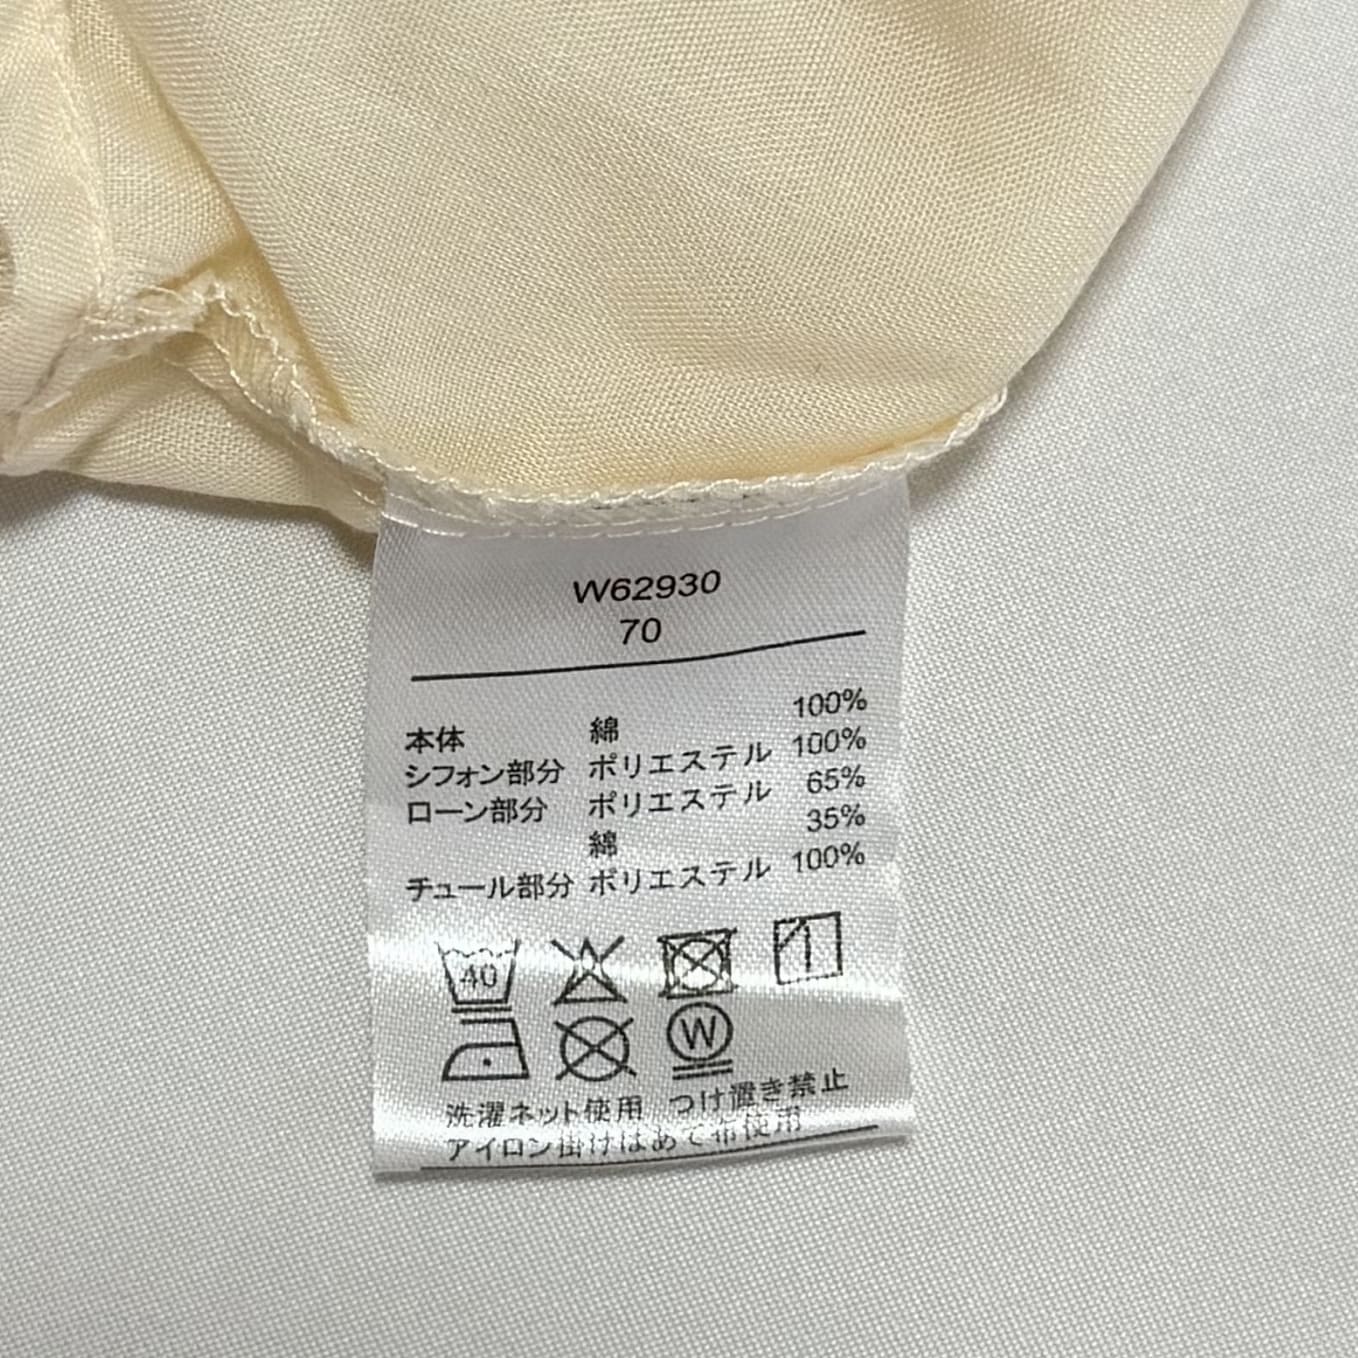 W62930
70
本体 綿 100%
シフォン部分 ポリエステル 100%
ローン部分 ポリエステル 65%
綿 35%
チュール部分 ポリエステル 100%
40
W
洗濯ネット使用 つけ置き禁止
アイロン掛けはあて布使用